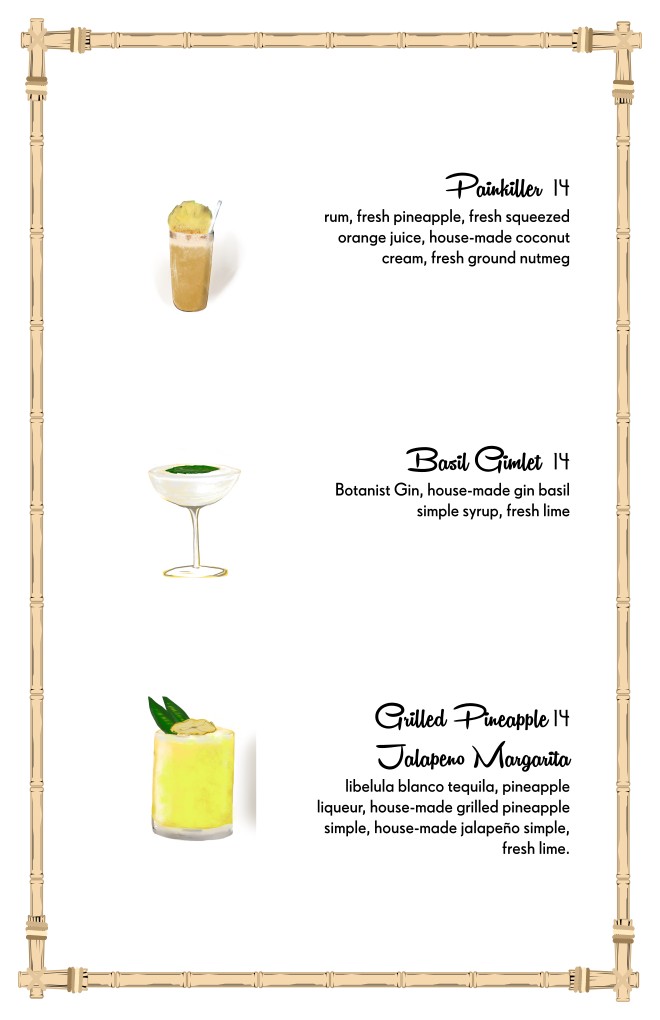 Painkiller 14
rum, fresh pineapple, fresh squeezed
orange juice, house-made coconut
cream, fresh ground nutmeg
Basil Gimlet 14
Botanist Gin, house-made gin basil
simple syrup, fresh lime
Grilled Pineapple 14
Jalapeno Margarita
libelula blanco tequila, pineapple
liqueur, house-made grilled pineapple
simple, house-made jalapeño simple,
fresh lime.